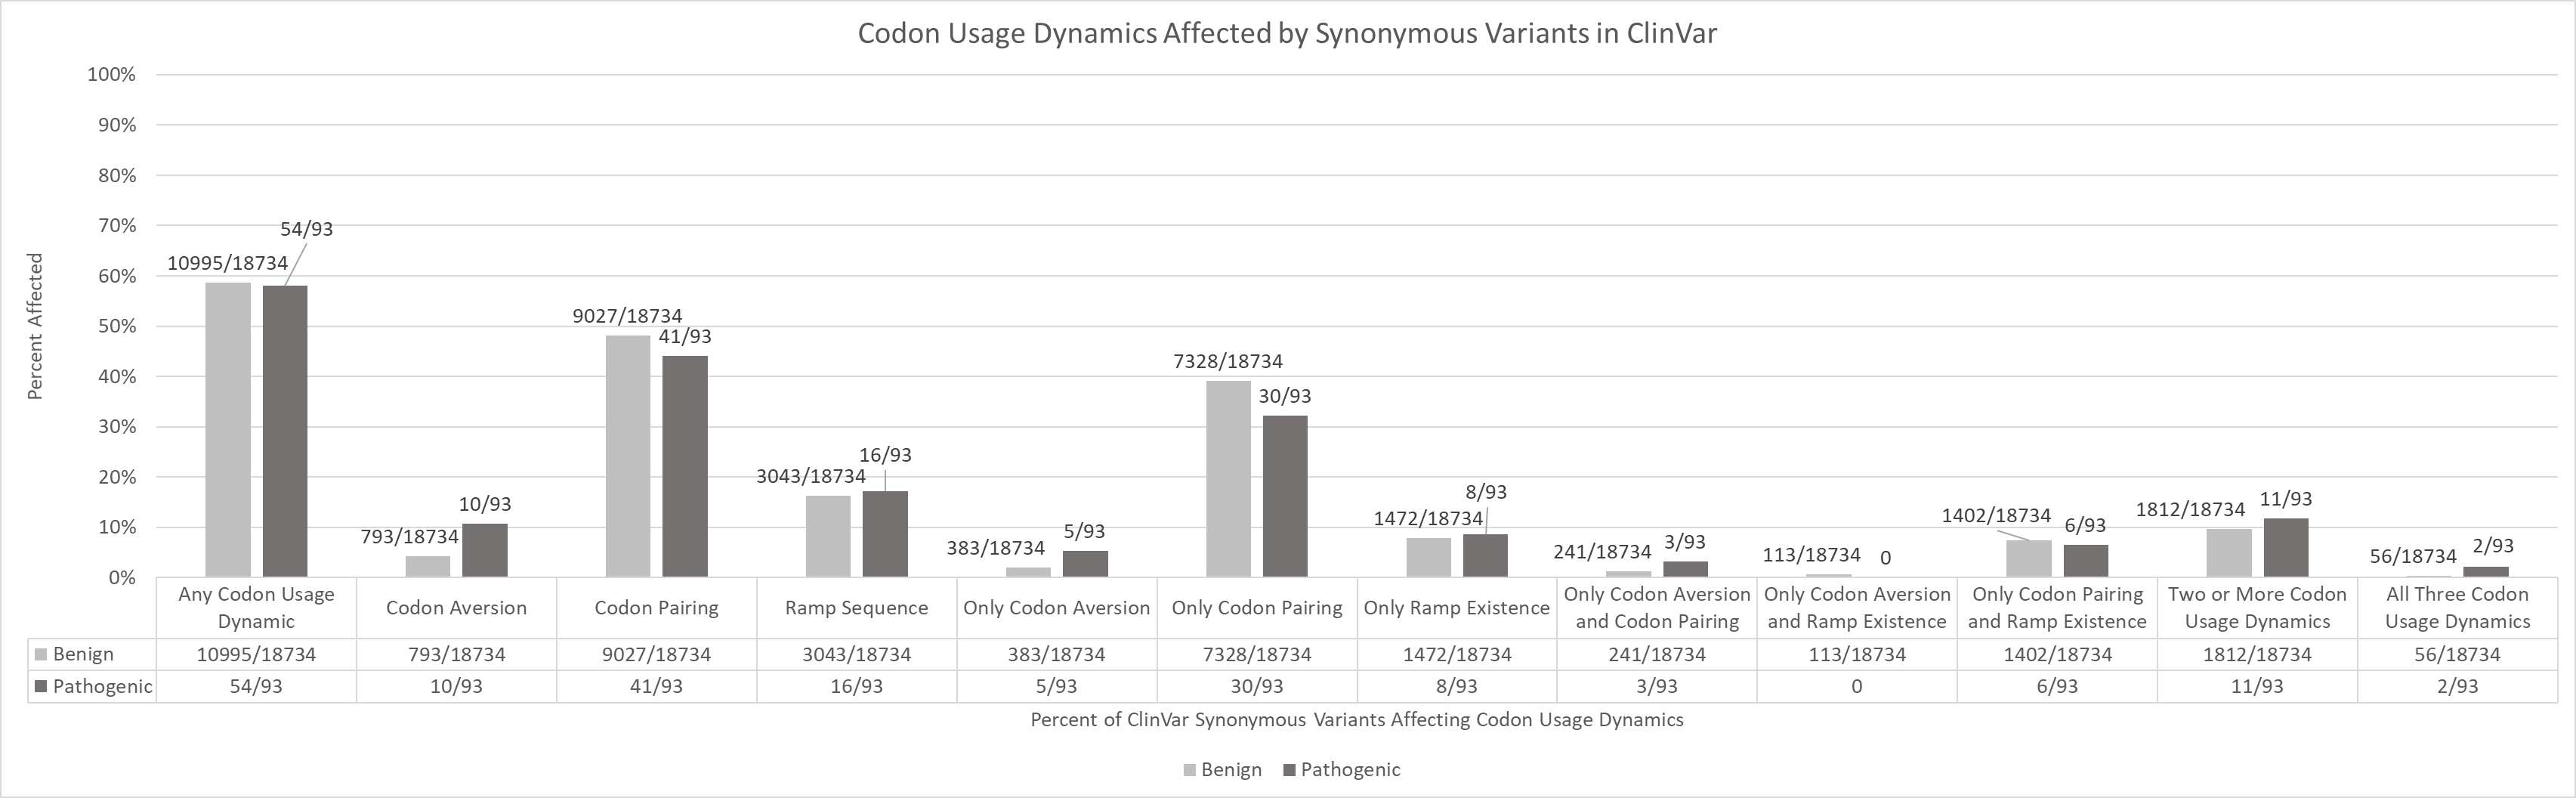 Codon Usage Dynamics Affected by Synonymous Variants in ClinVar
100%
90%
80%
70%
60%
50%
40%
30%
20%
10%
0%
Percent Affected
10995/18734
54/93
793/18734
10/93
9027/18734
41/93
3043/18734
16/93
383/18734
5/93
7328/18734
30/93
1472/18734
8/93
241/18734
3/93
113/18734
0
1402/18734
6/93
1812/18734
11/93
56/18734
2/93
Any Codon Usage
Dynamic
Codon Aversion
Codon Pairing
Ramp Sequence
Only Codon Aversion
Only Codon Pairing
Only Ramp Existence
Only Codon Aversion
and Codon Pairing
Only Codon Aversion
and Ramp Existence
Only Codon Pairing
and Ramp Existence
Two or More Codon
Usage Dynamics
All Three Codon
Usage Dynamics
Benign 10995/18734 793/18734 9027/18734 3043/18734 383/18734 7328/18734 1472/18734 241/18734 113/18734 1402/18734 1812/18734 56/18734
Pathogenic 54/93 10/93 41/93 16/93 5/93 30/93 8/93 3/93 0 6/93 11/93 2/93
Percent of ClinVar Synonymous Variants Affecting Codon Usage Dynamics
Benign Pathogenic